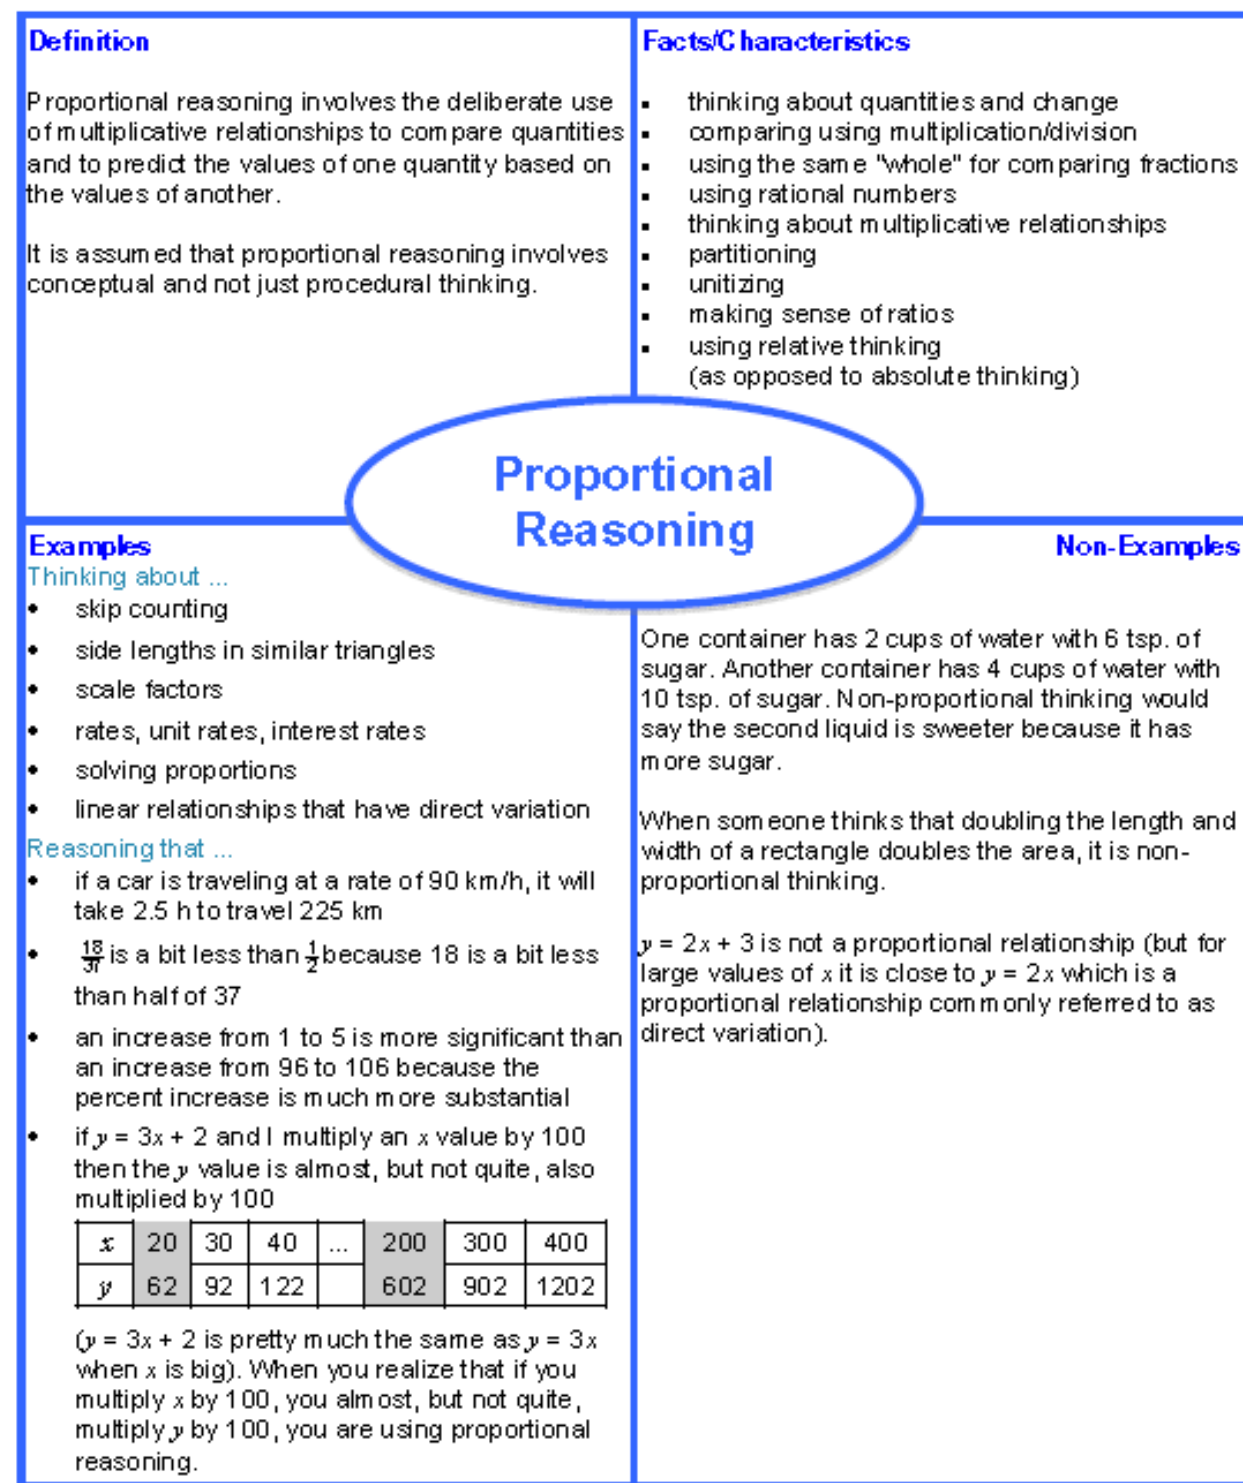 Definition
Proportional reasoning involves the deliberate use
of multiplicative relationships to compare quantities
and to predict the values of one quantity based on
the values of another.
It is assumed that proportional reasoning involves
conceptual and not just procedural thinking.
Facts/Characteristics
▪ thinking about quantities and change
▪ comparing using multiplication/division
▪ using the same "whole" for comparing fractions
▪ using rational numbers
▪ thinking about multiplicative relationships
▪ partitioning
▪ unitizing
▪ making sense of ratios
▪ using relative thinking
(as opposed to absolute thinking)
Proportional
Reasoning
Examples
Thinking about ...
• skip counting
• side lengths in similar triangles
• scale factors
• rates, unit rates, interest rates
• solving proportions
• linear relationships that have direct variation
Reasoning that ...
• if a car is traveling at a rate of 90 km/h, it will
take 2.5 h to travel 225 km
• 18/37 is a bit less than 1/2 because 18 is a bit less
than half of 37
• an increase from 1 to 5 is more significant than
an increase from 96 to 106 because the
percent increase is much more substantial
• if y = 3x + 2 and I multiply an x value by 100
then the y value is almost, but not quite, also
multiplied by 100
x 20 30 40 ... 200 300 400
y 62 92 122 602 902 1202
(y = 3x + 2 is pretty much the same as y = 3x
when x is big). When you realize that if you
multiply x by 100, you almost, but not quite,
multiply y by 100, you are using proportional
reasoning.
Non-Examples
One container has 2 cups of water with 6 tsp. of
sugar. Another container has 4 cups of water with
10 tsp. of sugar. Non-proportional thinking would
say the second liquid is sweeter because it has
more sugar.
When someone thinks that doubling the length and
width of a rectangle doubles the area, it is non-
proportional thinking.
y = 2x + 3 is not a proportional relationship (but for
large values of x it is close to y = 2x which is a
proportional relationship commonly referred to as
direct variation).